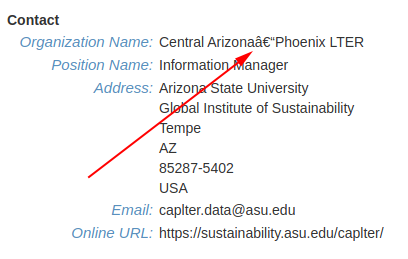 Contact
Organization Name: Central Arizonaâ€“Phoenix LTER
Position Name: Information Manager
Address: Arizona State University
Global Institute of Sustainability
Tempe
AZ
85287-5402
USA
Email: caplter.data@asu.edu
Online URL: https://sustainability.asu.edu/caplter/